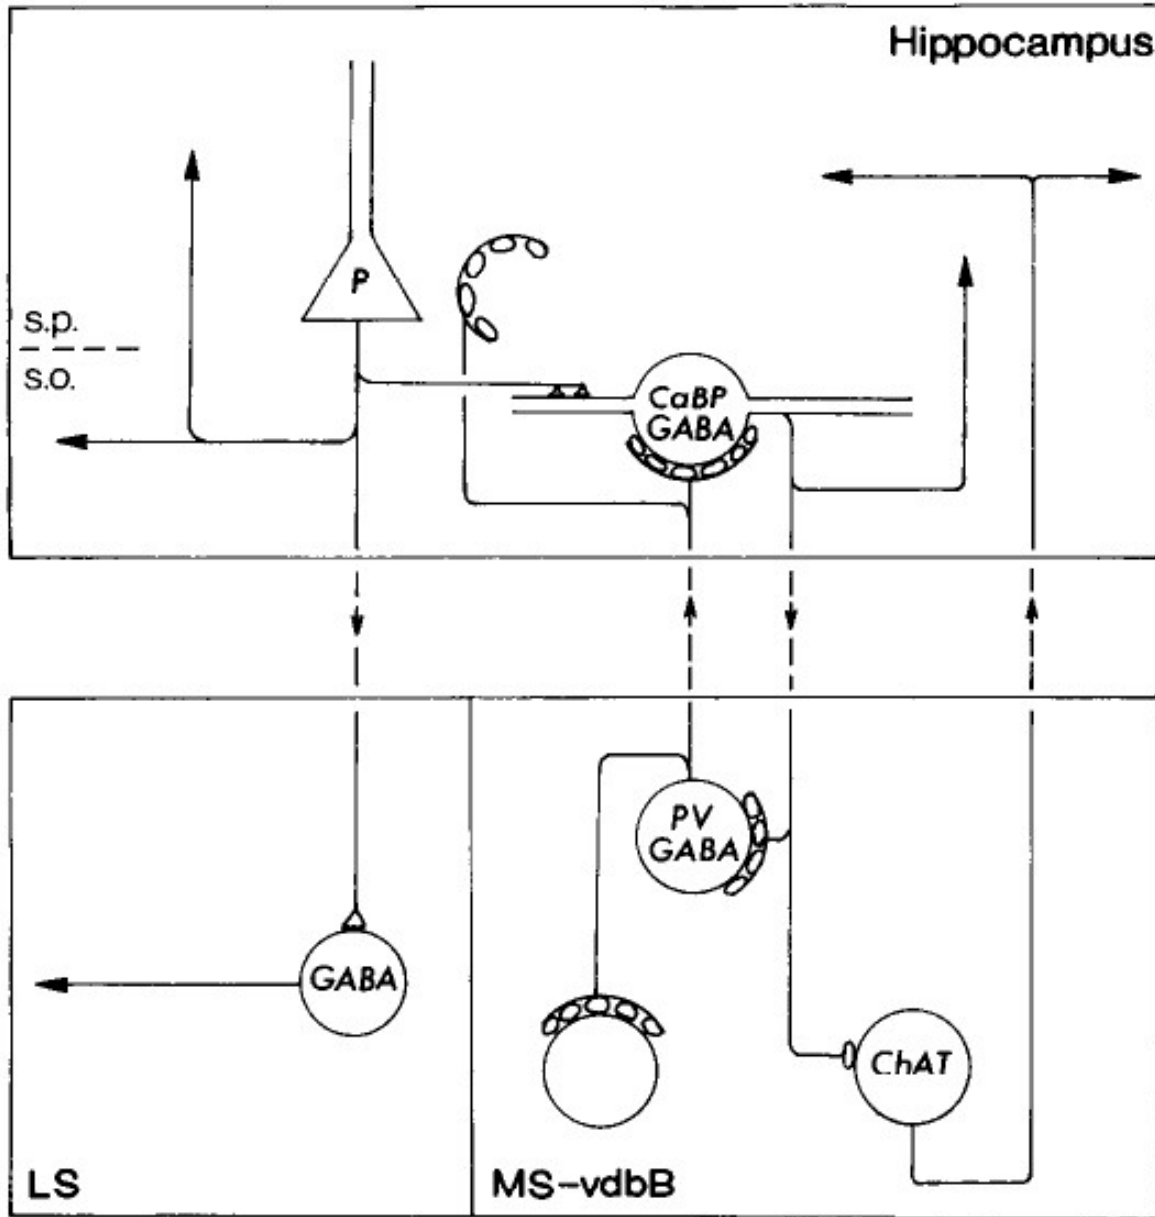 Hippocampus
P
s.p.
s.o.
CaBP
GABA
PV
GABA
GABA
ChAT
LS
MS-vdbB